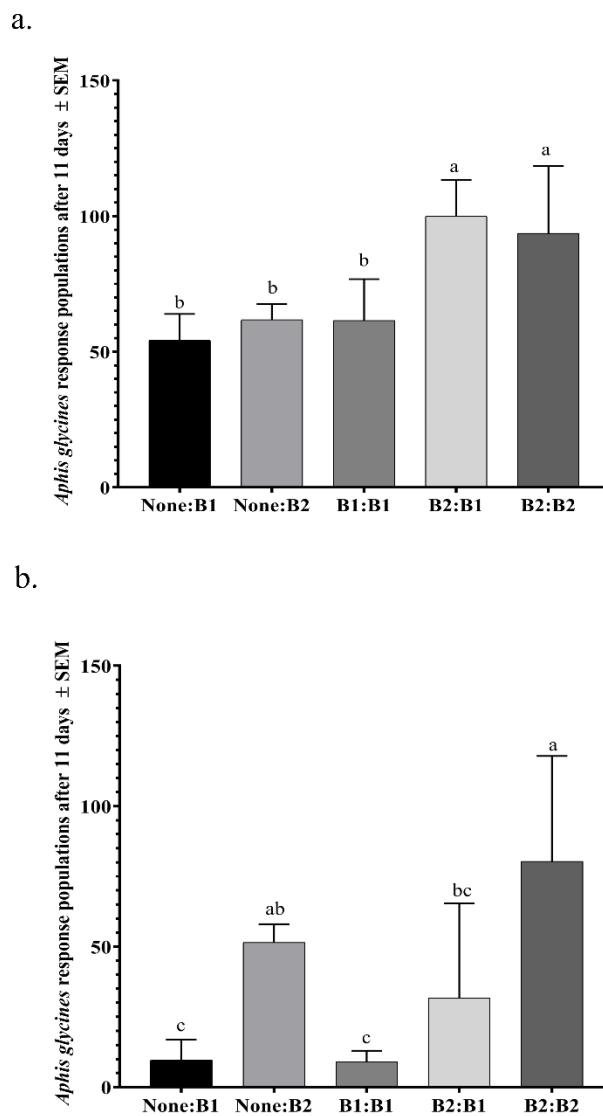 a.
Aphis glycines response populations after 11 days ± SEM
150
100
50
0
b
b
b
a
a
None:B1 None:B2 B1:B1 B2:B1 B2:B2
b.
Aphis glycines response populations after 11 days ± SEM
150
100
50
0
c
ab
c
bc
a
None:B1 None:B2 B1:B1 B2:B1 B2:B2